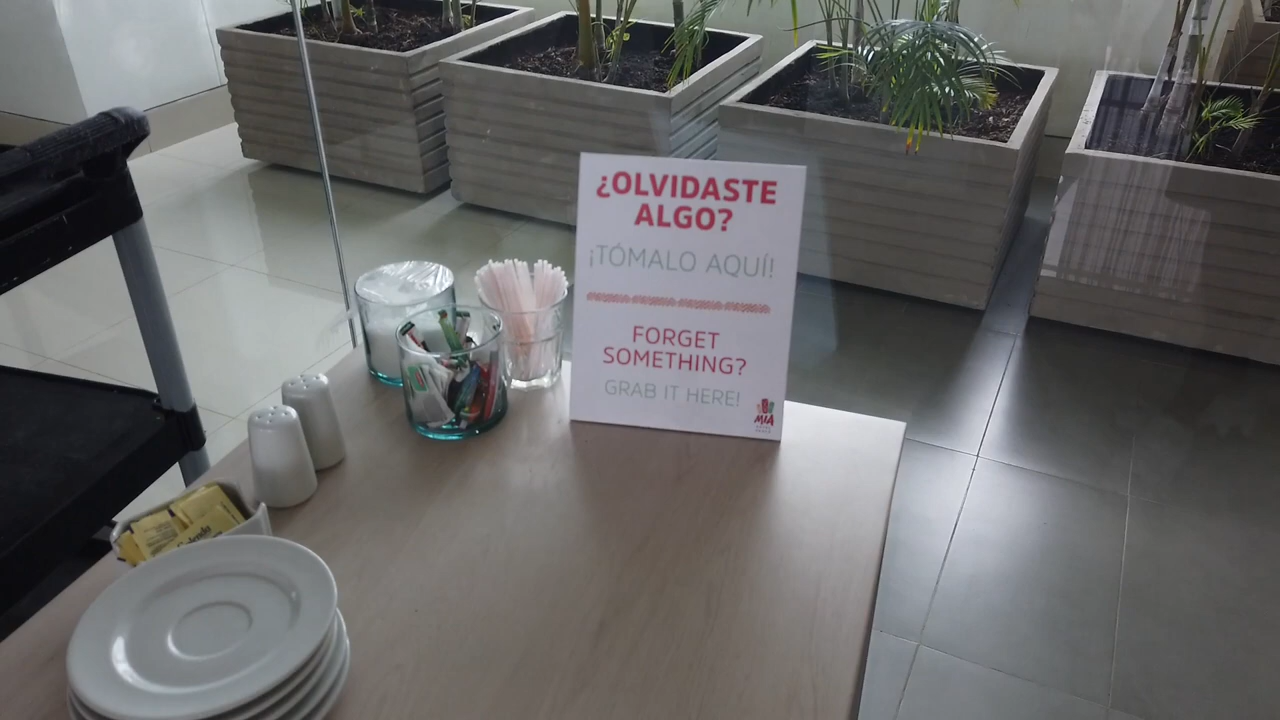 ¿OLVIDASTE
ALGO?
¡TÓMALO AQUÍ!
FORGET
SOMETHING?
GRAB IT HERE!
MIA